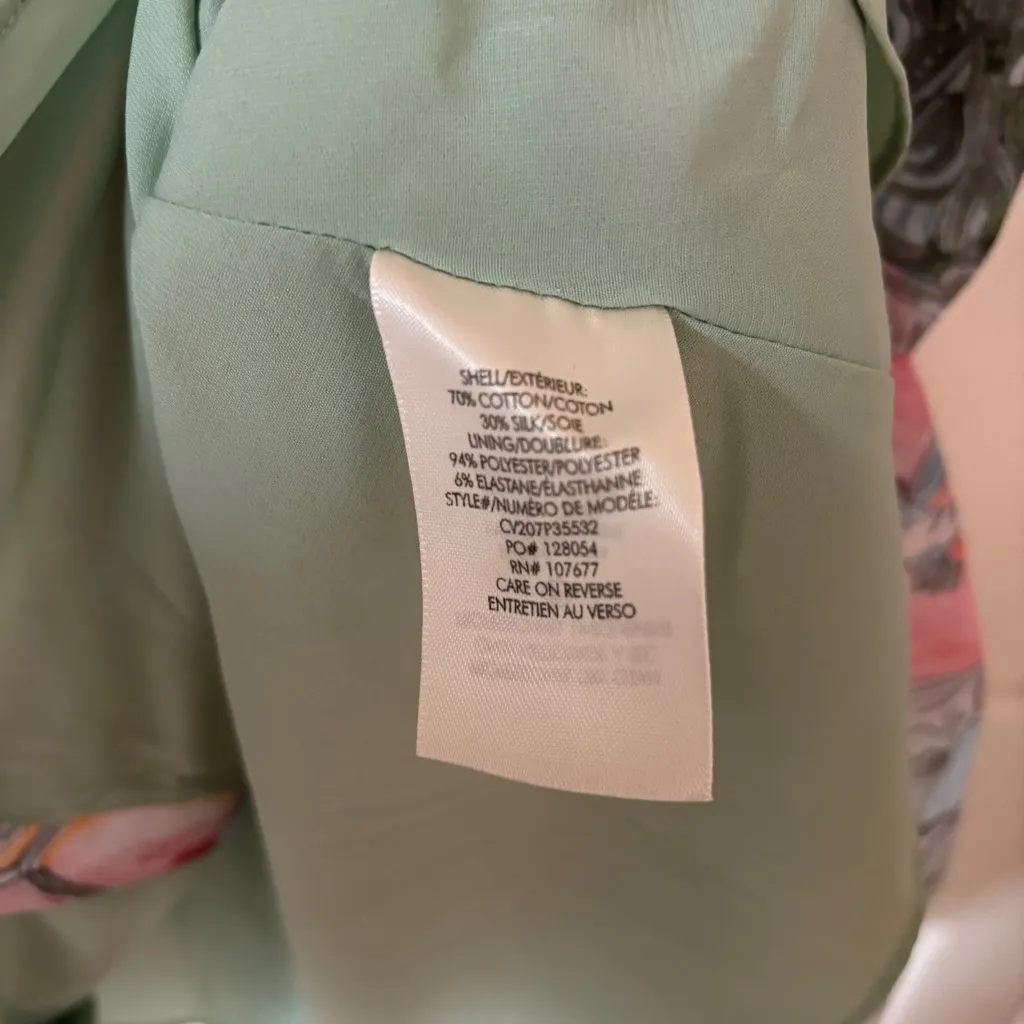 SHELL/EXTÉRIEUR:
70% COTTON/COTON
30% SILK/SOIE
LINING/DOUBLURE:
94% POLYESTER/POLYESTER
6% ELASTANE/ÉLASTHANNE
STYLE#/NUMÉRO DE MODÈLE:
CV207P35532
PO# 128054
RN# 107677
CARE ON REVERSE
ENTRETIEN AU VERSO